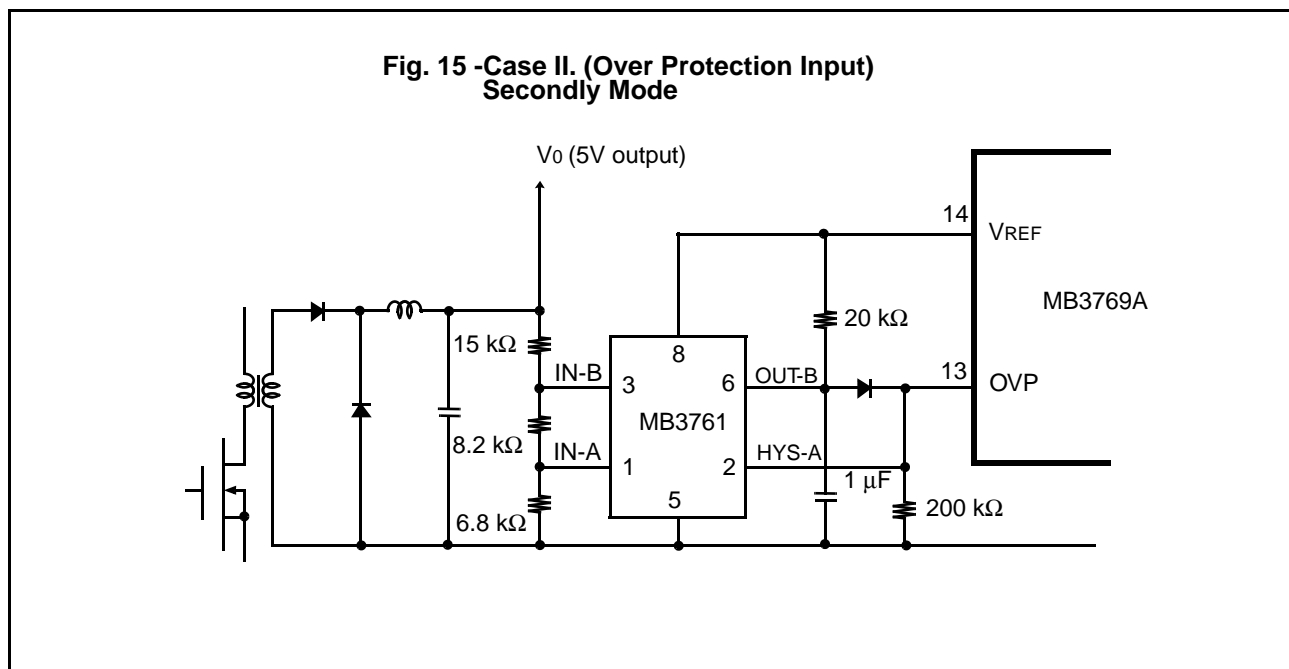 Fig. 15 -Case II. (Over Protection Input)
Secondly Mode
V0 (5V output)
14
VREF
MB3769A
20 kΩ
15 kΩ
8
IN-B
3
6
OUT-B
13
OVP
MB3761
8.2 kΩ
IN-A
1
2
HYS-A
1 µF
5
6.8 kΩ
200 kΩ